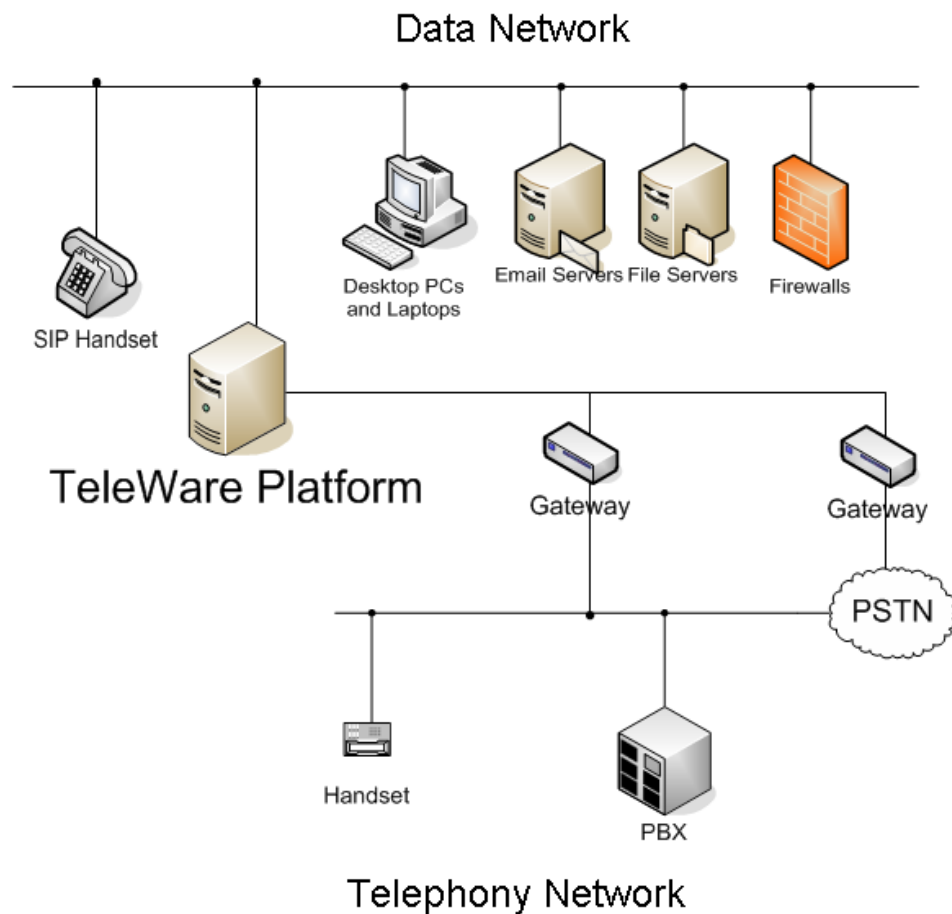 Data Network
Desktop PCs
and Laptops
Email Servers
File Servers
Firewalls
SIP Handset
TeleWare Platform
Gateway
Gateway
PSTN
Handset
PBX
Telephony Network